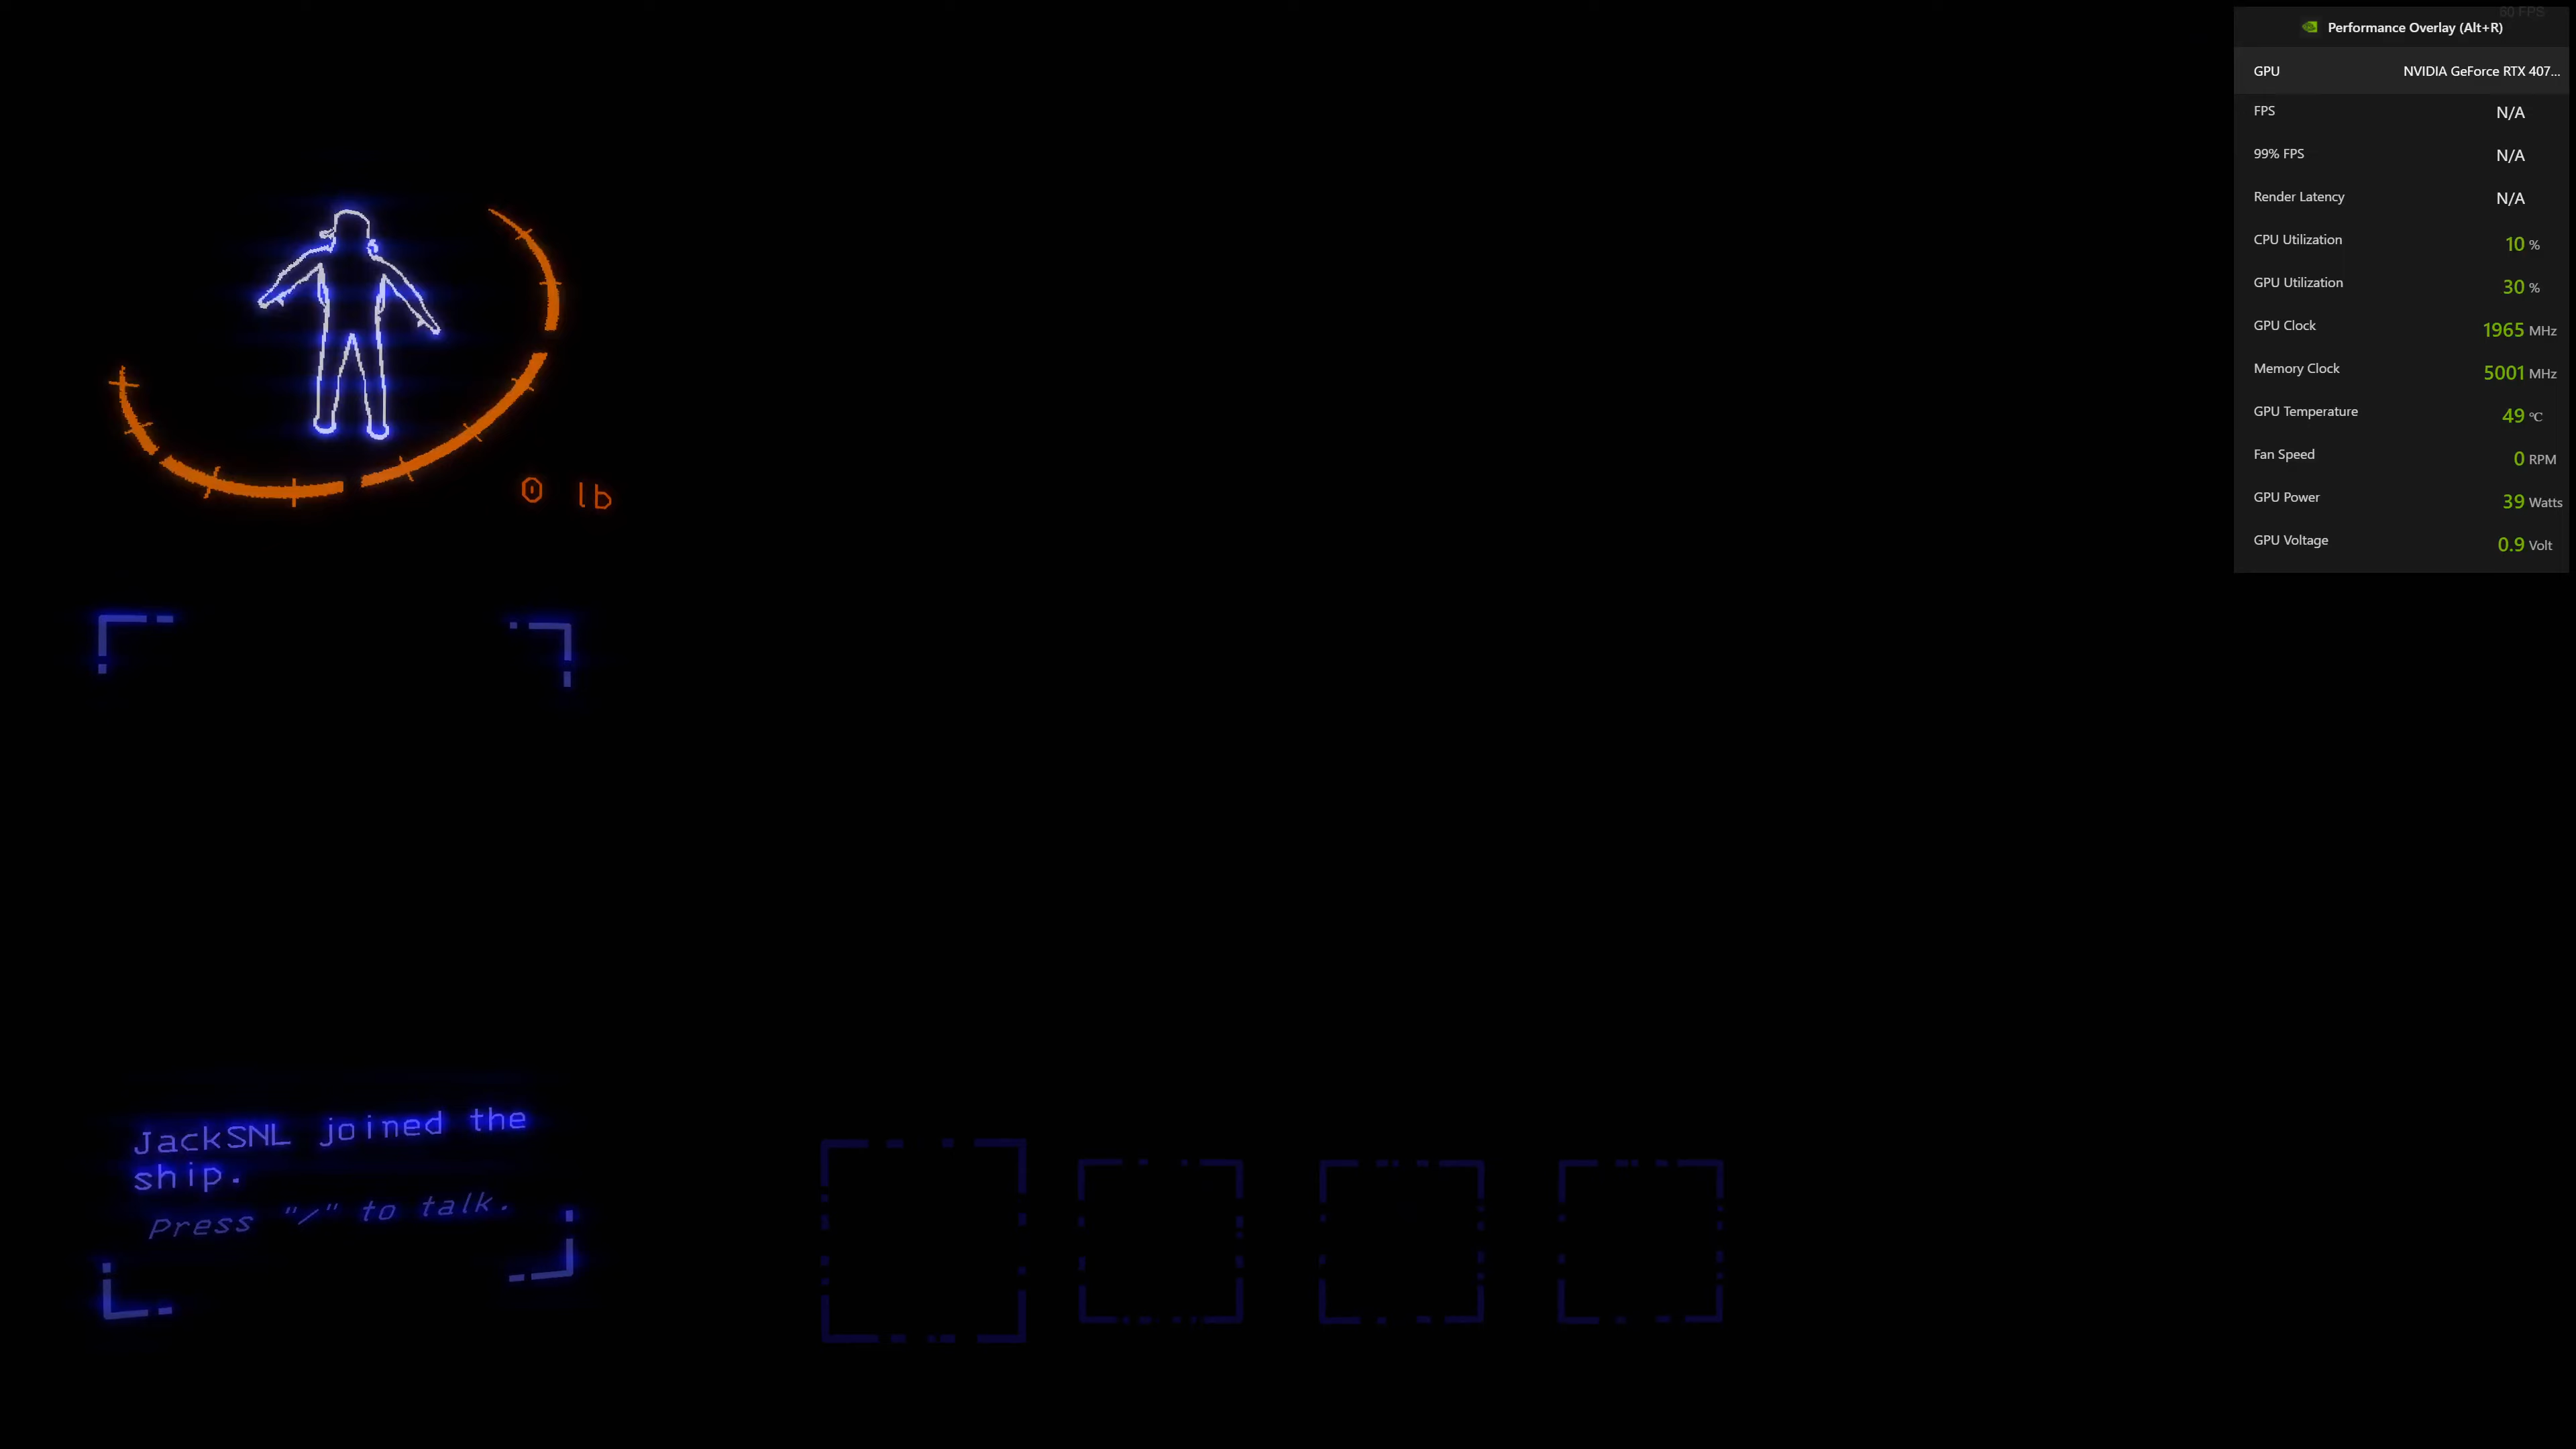 60 FPS
Performance Overlay (Alt+R)
GPU NVIDIA GeForce RTX 407...
FPS N/A
99% FPS N/A
Render Latency N/A
CPU Utilization 10 %
GPU Utilization 30 %
GPU Clock 1965 MHz
Memory Clock 5001 MHz
GPU Temperature 49 °C
Fan Speed 0 RPM
GPU Power 39 Watts
GPU Voltage 0.9 Volt
0 lb
JackSNL joined the
ship.
Press "/" to talk.